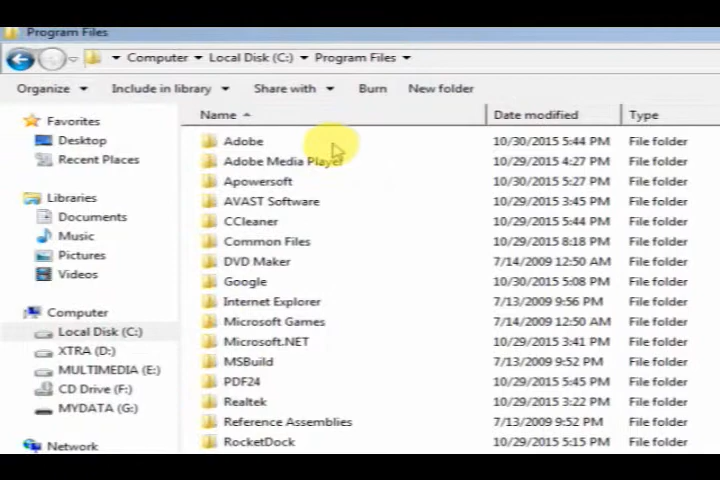 Program Files
Computer Local Disk (C:) Program Files
Organize Include in library Share with Burn New folder
Name Date modified Type
Favorites
Desktop
Recent Places
Libraries
Documents
Music
Pictures
Videos
Computer
Local Disk (C:)
XTRA (D:)
MULTIMEDIA (E:)
CD Drive (F:)
MYDATA (G:)
Network
Adobe 10/30/2015 5:44 PM File folder
Adobe Media Player 10/29/2015 4:27 PM File folder
Apowersoft 10/30/2015 5:27 PM File folder
AVAST Software 10/29/2015 3:45 PM File folder
CCleaner 10/29/2015 5:44 PM File folder
Common Files 10/29/2015 8:18 PM File folder
DVD Maker 7/14/2009 12:50 AM File folder
Google 10/30/2015 5:08 PM File folder
Internet Explorer 7/13/2009 9:56 PM File folder
Microsoft Games 7/14/2009 12:50 AM File folder
Microsoft.NET 10/29/2015 3:41 PM File folder
MSBuild 7/13/2009 9:52 PM File folder
PDF24 10/29/2015 5:45 PM File folder
Realtek 10/29/2015 3:22 PM File folder
Reference Assemblies 7/13/2009 9:52 PM File folder
RocketDock 10/29/2015 5:15 PM File folder